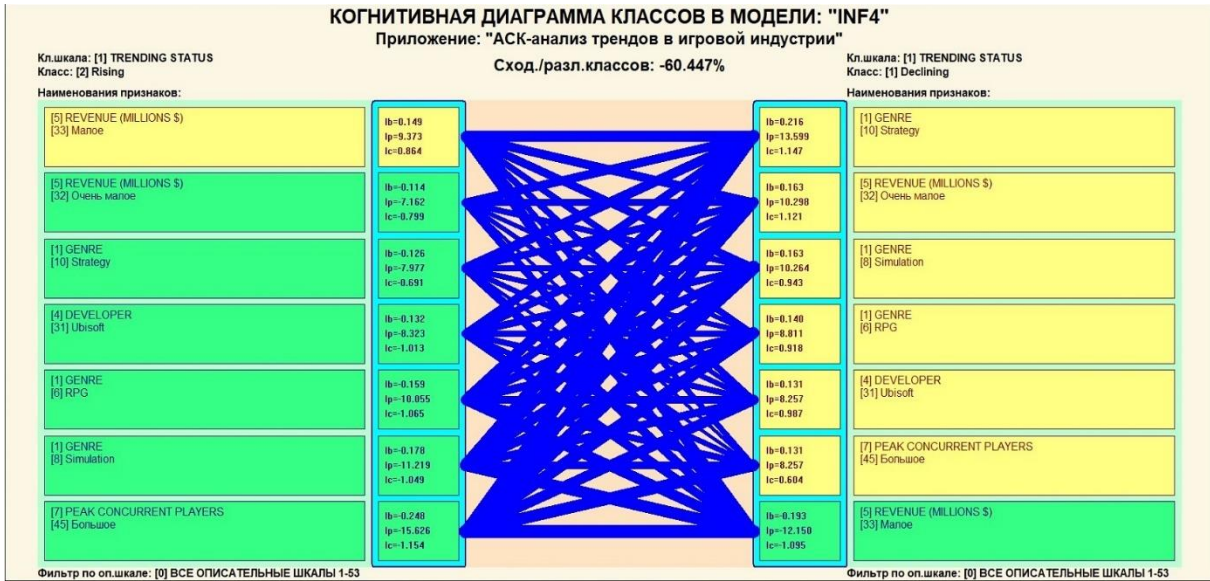 КОГНИТИВНАЯ ДИАГРАММА КЛАССОВ В МОДЕЛИ: "INF4"
Приложение: "АСК-анализ трендов в игровой индустрии"
Сход./разл.классов: -60.447%
Кл.шкала: [1] TRENDING STATUS
Класс: [2] Rising
Наименования признаков:
[5] REVENUE (MILLIONS $)
[33] Малое
Ib=0.149
Ip=9.373
Ic=0.864
[5] REVENUE (MILLIONS $)
[32] Очень малое
Ib=-0.114
Ip=-7.162
Ic=-0.799
[1] GENRE
[10] Strategy
Ib=-0.126
Ip=-7.977
Ic=-0.691
[4] DEVELOPER
[31] Ubisoft
Ib=-0.132
Ip=-8.323
Ic=-1.013
[1] GENRE
[6] RPG
Ib=-0.159
Ip=-10.055
Ic=-1.065
[1] GENRE
[8] Simulation
Ib=-0.178
Ip=-11.219
Ic=-1.049
[7] PEAK CONCURRENT PLAYERS
[45] Большое
Ib=-0.248
Ip=-15.626
Ic=-1.154
Фильтр по оп.шкале: [0] ВСЕ ОПИСАТЕЛЬНЫЕ ШКАЛЫ 1-53
Кл.шкала: [1] TRENDING STATUS
Класс: [1] Declining
Наименования признаков:
Ib=0.216
Ip=13.599
Ic=1.147
[1] GENRE
[10] Strategy
Ib=0.163
Ip=10.298
Ic=1.121
[5] REVENUE (MILLIONS $)
[32] Очень малое
Ib=0.163
Ip=10.264
Ic=0.943
[1] GENRE
[8] Simulation
Ib=0.140
Ip=8.811
Ic=0.918
[1] GENRE
[6] RPG
Ib=0.131
Ip=8.257
Ic=0.987
[4] DEVELOPER
[31] Ubisoft
Ib=0.131
Ip=8.257
Ic=0.604
[7] PEAK CONCURRENT PLAYERS
[45] Большое
Ib=-0.193
Ip=-12.150
Ic=-1.095
[5] REVENUE (MILLIONS $)
[33] Малое
Фильтр по оп.шкале: [0] ВСЕ ОПИСАТЕЛЬНЫЕ ШКАЛЫ 1-53